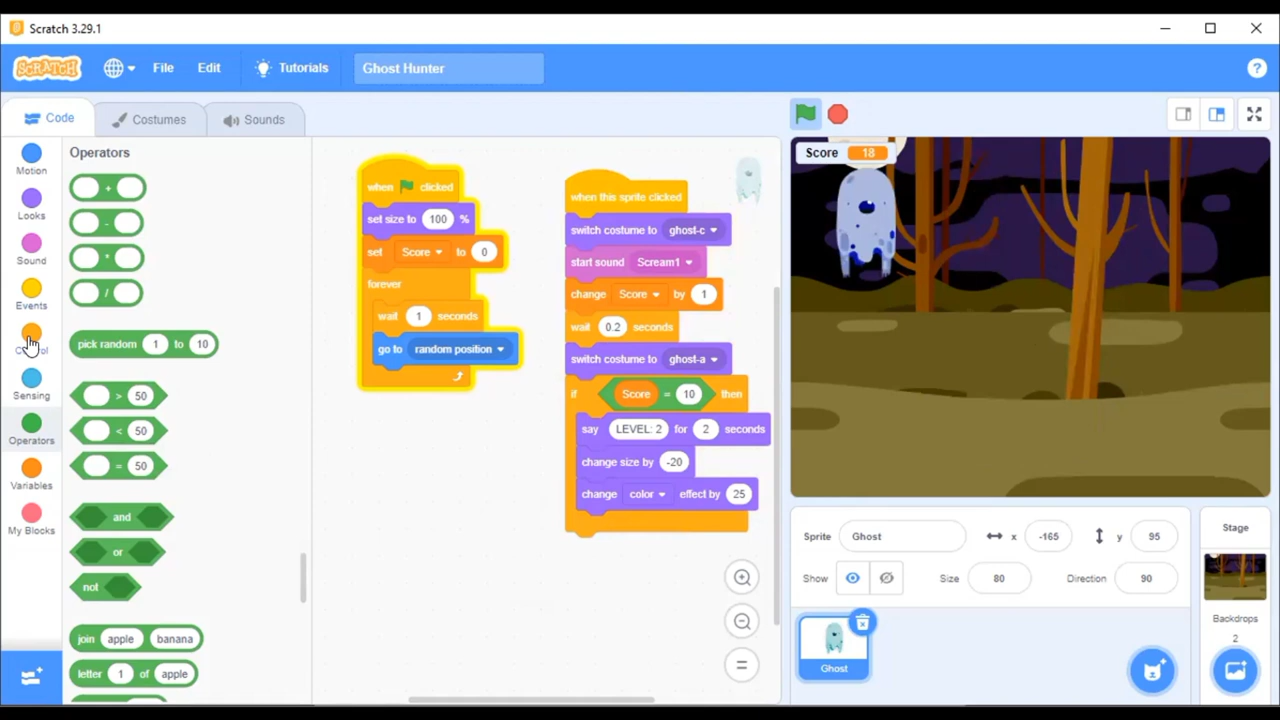 Scratch 3.29.1
SCRATCH
File
Edit
Tutorials
Ghost Hunter
?
Code
Costumes
Sounds
Motion
Looks
Sound
Events
Sensing
Operators
Variables
My Blocks
Operators
+
-
*
/
pick random 1 to 10
> 50
< 50
= 50
and
or
not
join apple banana
letter 1 of apple
when clicked
set size to 100 %
set Score to 0
forever
wait 1 seconds
go to random position
when this sprite clicked
switch costume to ghost-c
start sound Scream1
change Score by 1
wait 0.2 seconds
switch costume to ghost-a
if Score = 10 then
say LEVEL: 2 for 2 seconds
change size by -20
change color effect by 25
Score 18
Sprite Ghost x -165 y 95
Show Size 80 Direction 90
Ghost
Stage
Backdrops
2